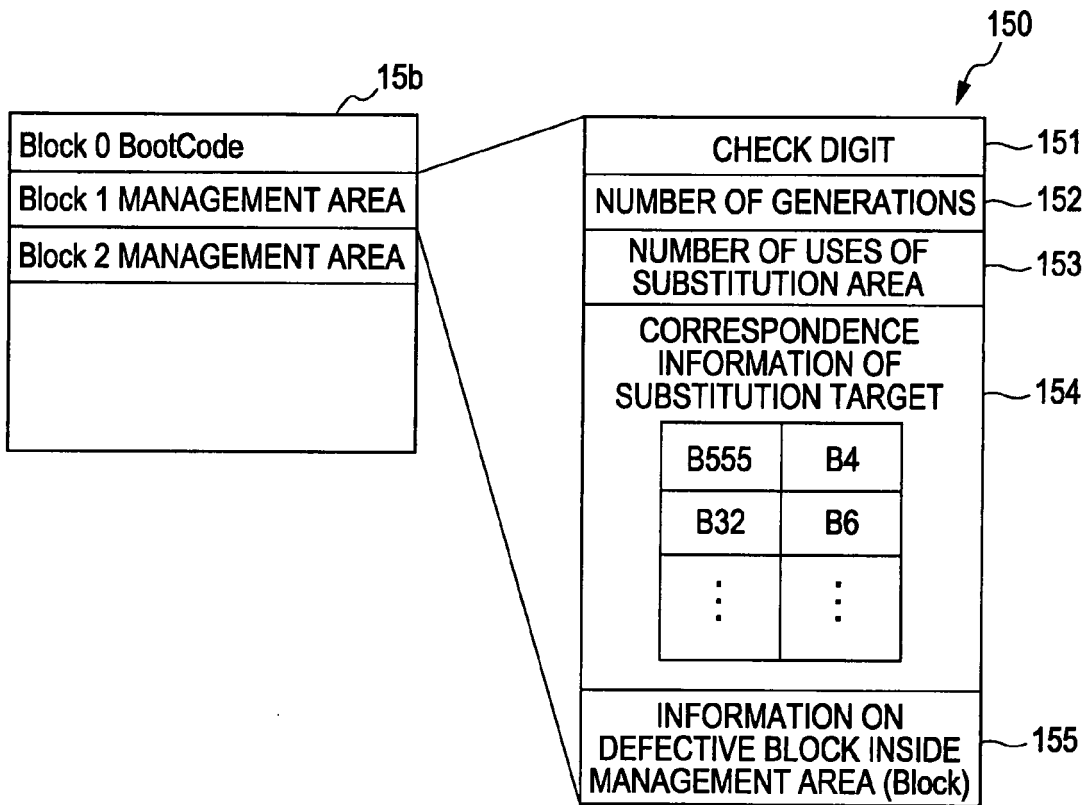 150
15b
Block 0 BootCode
Block 1 MANAGEMENT AREA
Block 2 MANAGEMENT AREA
CHECK DIGIT
151
NUMBER OF GENERATIONS
152
NUMBER OF USES OF
SUBSTITUTION AREA
153
CORRESPONDENCE
INFORMATION OF
SUBSTITUTION TARGET
154
B555 B4
B32 B6
⋮ ⋮
INFORMATION ON
DEFECTIVE BLOCK INSIDE
MANAGEMENT AREA (Block)
155